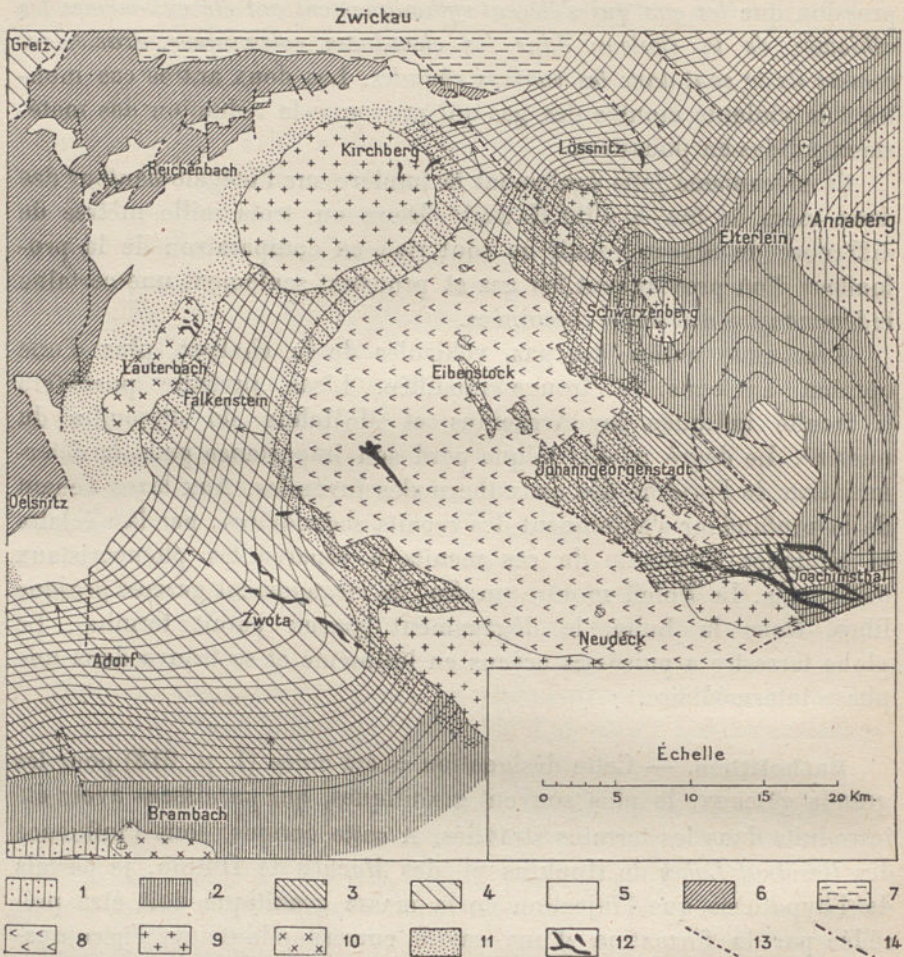 Zwickau
Greiz
Reichenbach
Kirchberg
Lössnitz
Annaberg
Elterlein
Schwarzenberg
Lauterbach
Falkenstein
Eibenstock
Johanngeorgenstadt
Oelsnitz
Joachimsthal
Zwota
Neudeck
Adorf
Échelle
0 5 10 15 20 Km.
Brambach
1 2 3 4 5 6 7
8 9 10 11 12 13 14